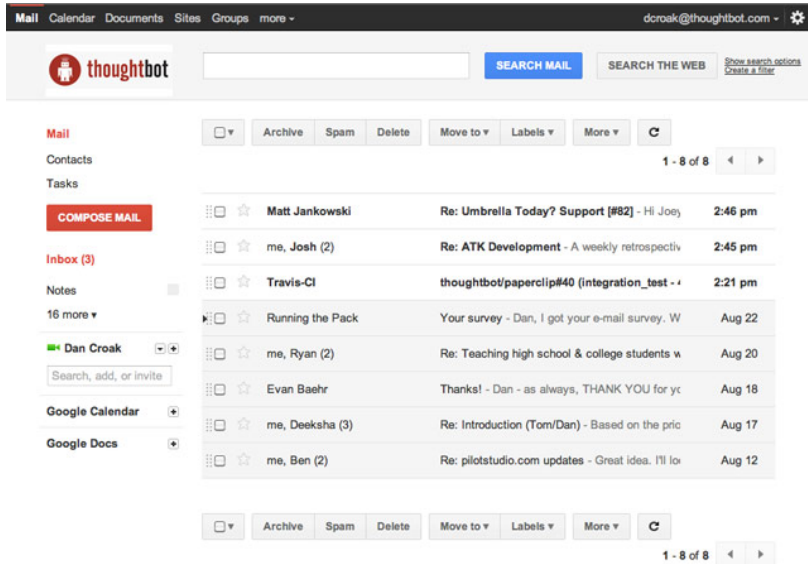 Mail Calendar Documents Sites Groups more dcroak@thoughtbot.com
thoughtbot SEARCH MAIL SEARCH THE WEB Show search options
Create a filter
Mail
Contacts
Tasks
COMPOSE MAIL
Inbox (3)
Notes
16 more
Dan Croak
Search, add, or invite
Google Calendar
Google Docs
Archive Spam Delete Move to Labels More
1 - 8 of 8
Matt Jankowski Re: Umbrella Today? Support [#82] - Hi Joey 2:46 pm
me, Josh (2) Re: ATK Development - A weekly retrospectiv 2:45 pm
Travis-CI thoughtbot/paperclip#40 (integration_test - 2:21 pm
Running the Pack Your survey - Dan, I got your e-mail survey. W Aug 22
me, Ryan (2) Re: Teaching high school & college students w Aug 20
Evan Baehr Thanks! - Dan - as always, THANK YOU for yo Aug 18
me, Deeksha (3) Re: Introduction (Tom/Dan) - Based on the pric Aug 17
me, Ben (2) Re: pilotstudio.com updates - Great idea. I'll lo Aug 12
Archive Spam Delete Move to Labels More
1 - 8 of 8